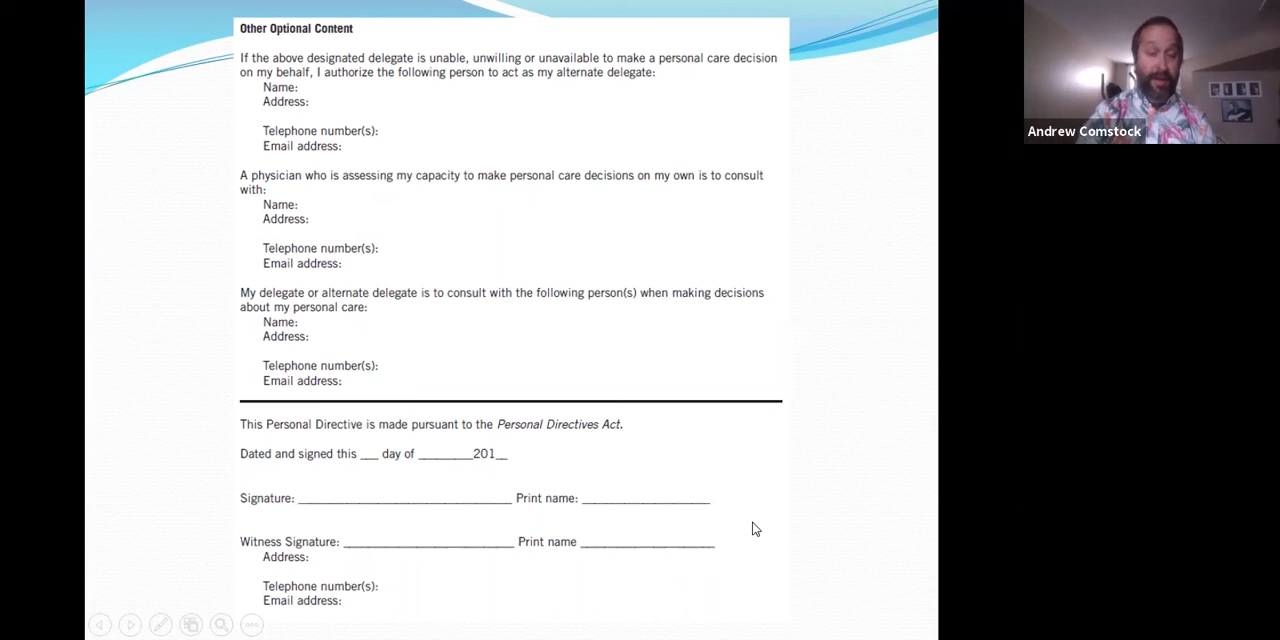 Other Optional Content
If the above designated delegate is unable, unwilling or unavailable to make a personal care decision
on my behalf, I authorize the following person to act as my alternate delegate:
Name:
Address:
Telephone number(s):
Email address:
A physician who is assessing my capacity to make personal care decisions on my own is to consult
with:
Name:
Address:
Telephone number(s):
Email address:
My delegate or alternate delegate is to consult with the following person(s) when making decisions
about my personal care:
Name:
Address:
Telephone number(s):
Email address:
This Personal Directive is made pursuant to the Personal Directives Act.
Dated and signed this ___ day of _________201__
Signature: ______________________________ Print name: __________________
Witness Signature: ________________________ Print name ___________________
Address:
Telephone number(s):
Email address:
Andrew Comstock